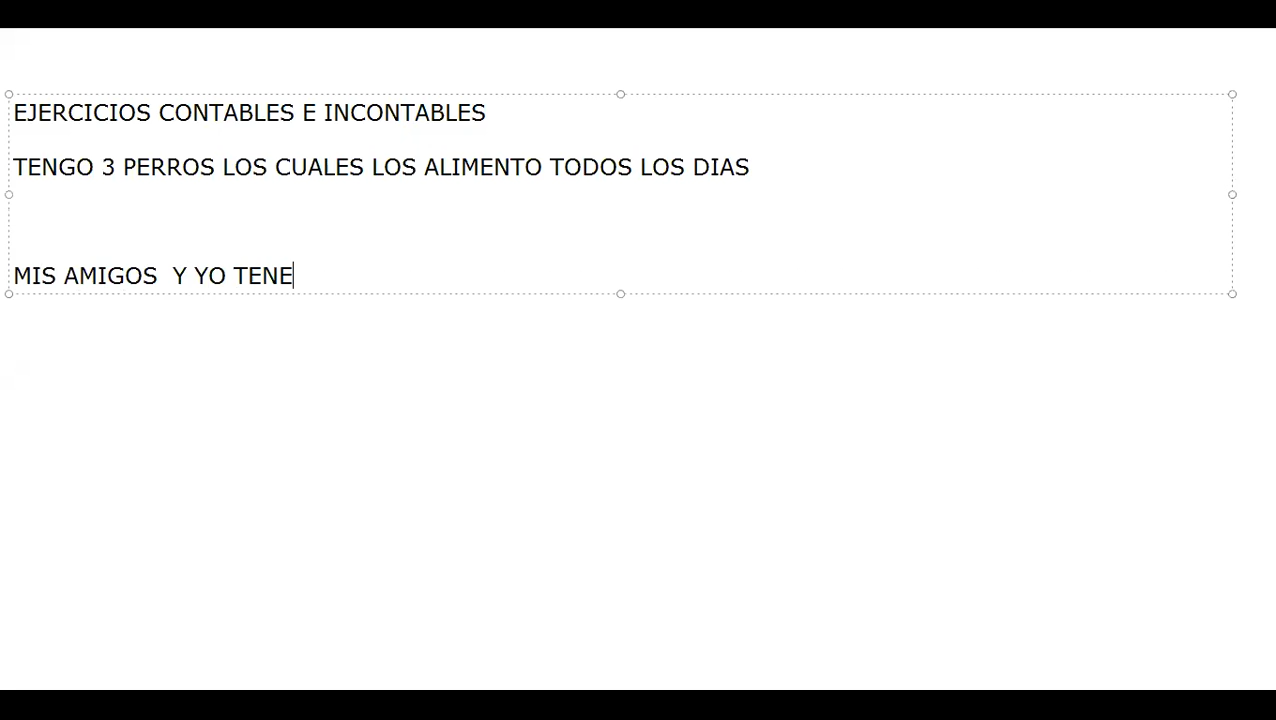 EJERCICIOS CONTABLES E INCONTABLES
TENGO 3 PERROS LOS CUALES LOS ALIMENTO TODOS LOS DIAS
MIS AMIGOS  Y YO TENE